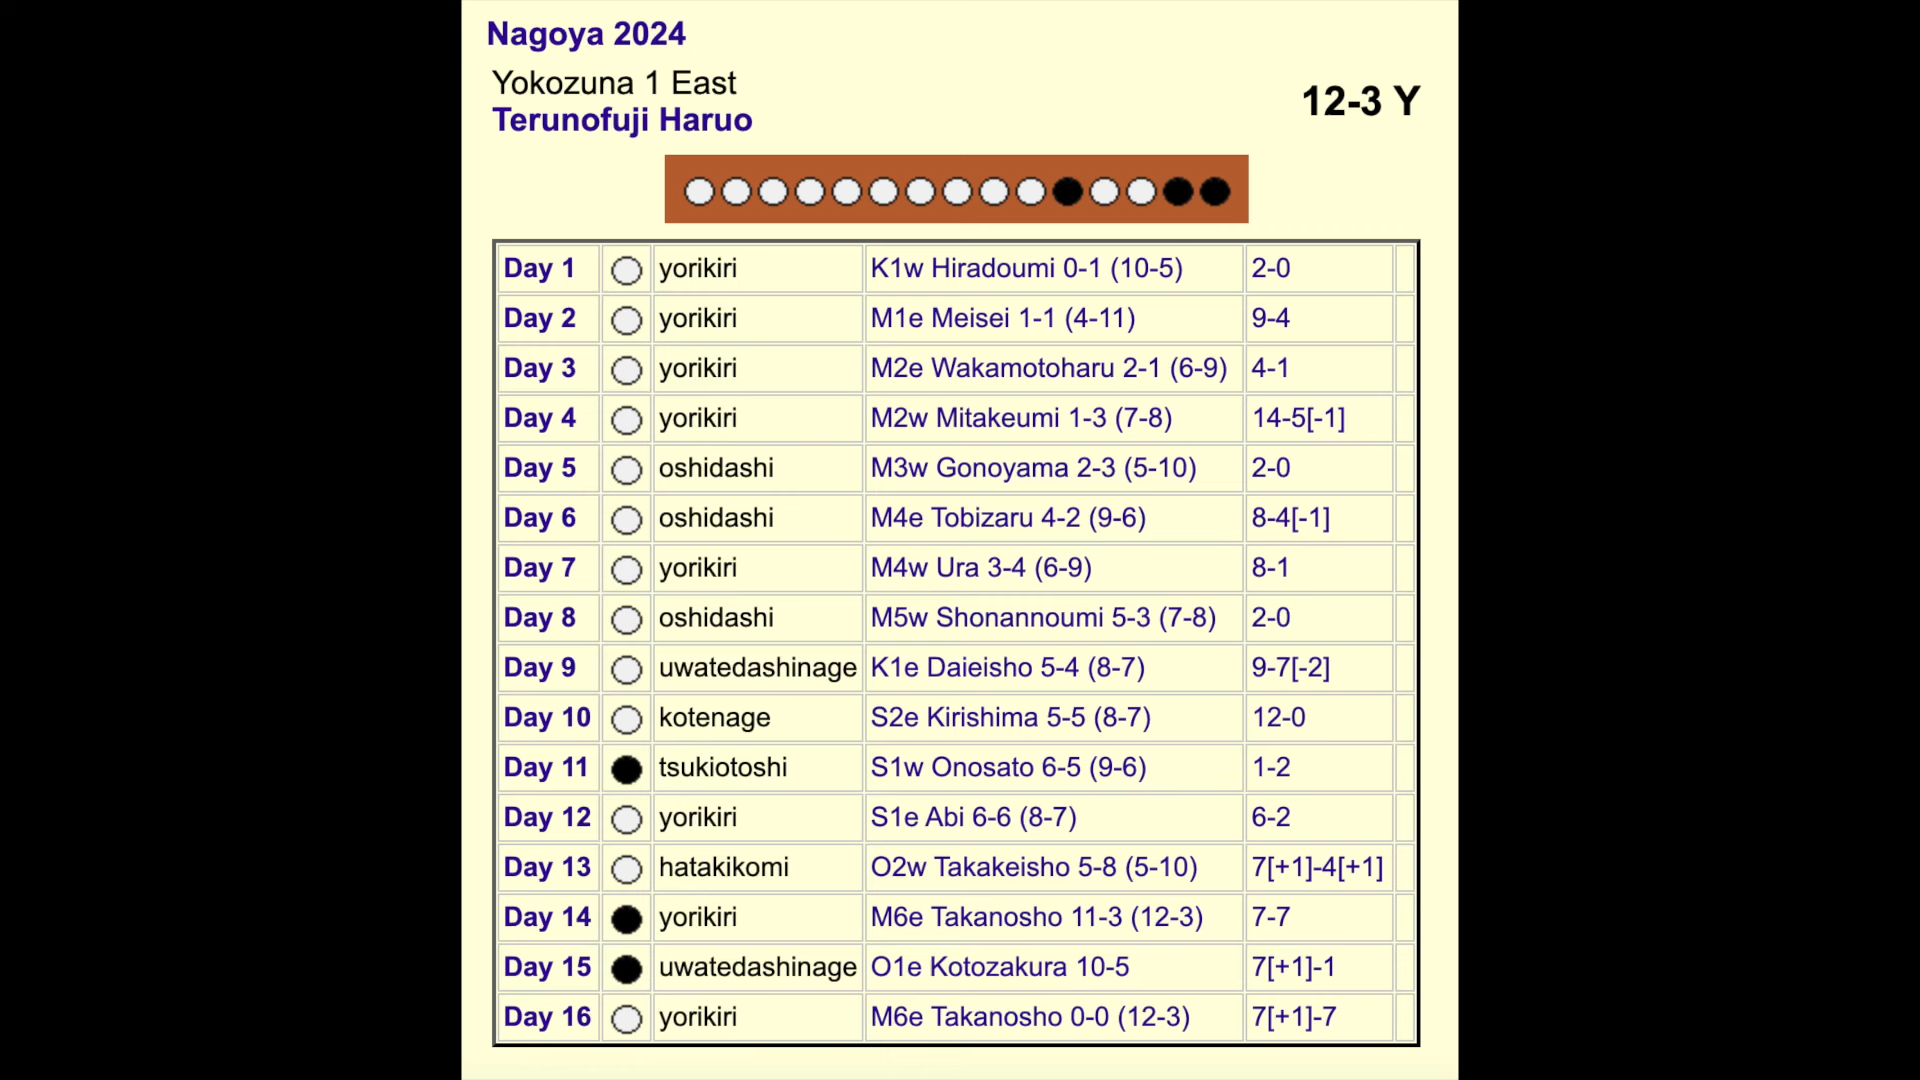 Nagoya 2024
Yokozuna 1 East
Terunofuji Haruo
12-3 Y
Day 1 yorikiri K1w Hiradoumi 0-1 (10-5) 2-0
Day 2 yorikiri M1e Meisei 1-1 (4-11) 9-4
Day 3 yorikiri M2e Wakamotoharu 2-1 (6-9) 4-1
Day 4 yorikiri M2w Mitakeumi 1-3 (7-8) 14-5[-1]
Day 5 oshidashi M3w Gonoyama 2-3 (5-10) 2-0
Day 6 oshidashi M4e Tobizaru 4-2 (9-6) 8-4[-1]
Day 7 yorikiri M4w Ura 3-4 (6-9) 8-1
Day 8 oshidashi M5w Shonannoumi 5-3 (7-8) 2-0
Day 9 uwatedashinage K1e Daieisho 5-4 (8-7) 9-7[-2]
Day 10 kotenage S2e Kirishima 5-5 (8-7) 12-0
Day 11 tsukiotoshi S1w Onosato 6-5 (9-6) 1-2
Day 12 yorikiri S1e Abi 6-6 (8-7) 6-2
Day 13 hatakikomi O2w Takakeisho 5-8 (5-10) 7[+1]-4[+1]
Day 14 yorikiri M6e Takanosho 11-3 (12-3) 7-7
Day 15 uwatedashinage O1e Kotozakura 10-5 7[+1]-1
Day 16 yorikiri M6e Takanosho 0-0 (12-3) 7[+1]-7